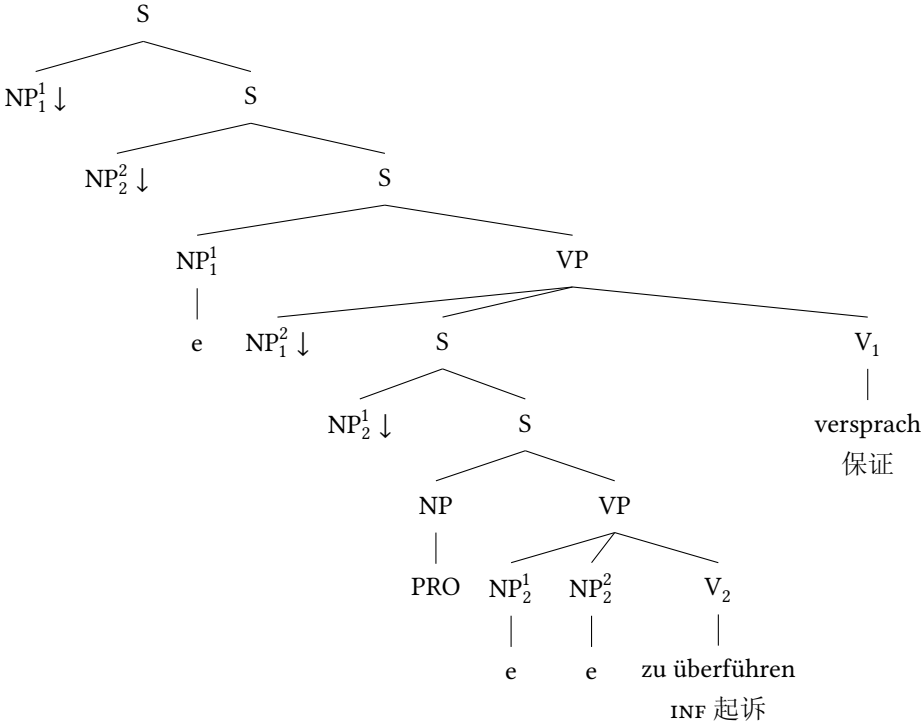 S
NP₁¹↓ S
NP₂²↓ S
NP₁¹ VP
e NP₁²↓ S V₁
NP₂¹↓ S versprach
保证
NP VP
PRO NP₂¹ NP₂² V₂
e e zu überführen
INF 起诉